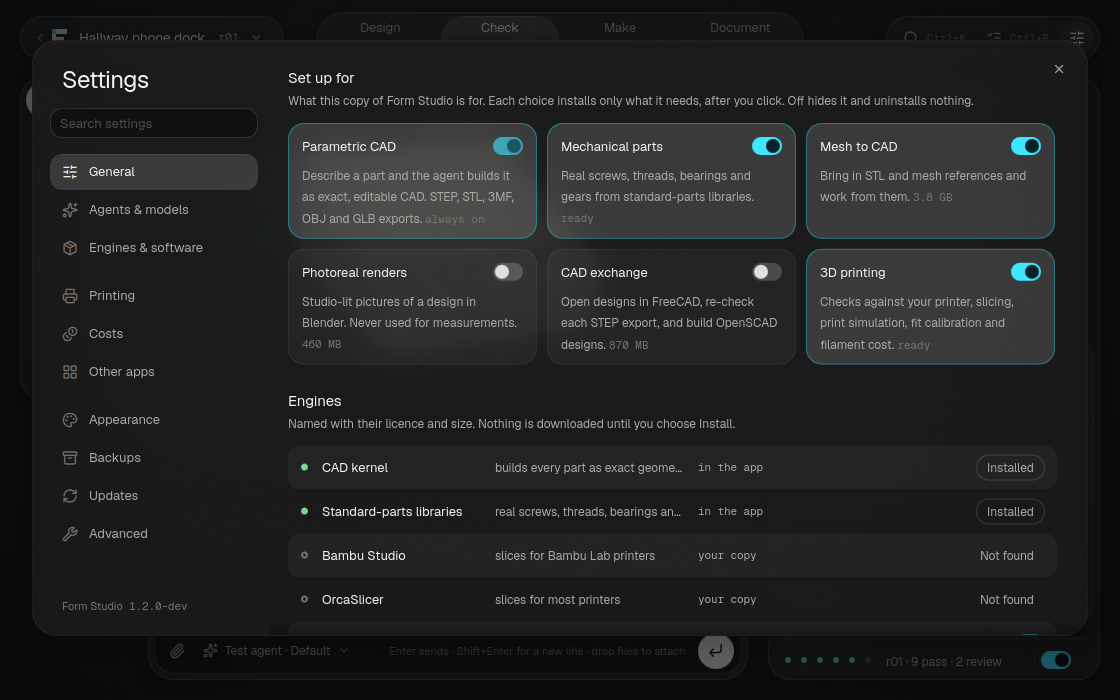 Design
Check
Make
Document
Hallway phone dock r01
Ctrl+K
Ctrl+P
Settings
Search settings
General
Agents & models
Engines & software
Printing
Costs
Other apps
Appearance
Backups
Updates
Advanced
Form Studio 1.2.0-dev
Set up for
What this copy of Form Studio is for. Each choice installs only what it needs, after you click. Off hides it and uninstalls nothing.
Parametric CAD
Describe a part and the agent builds it
as exact, editable CAD. STEP, STL, 3MF,
OBJ and GLB exports. always on
Mechanical parts
Real screws, threads, bearings and
gears from standard-parts libraries.
ready
Mesh to CAD
Bring in STL and mesh references and
work from them. 3.8 GB
Photoreal renders
Studio-lit pictures of a design in
Blender. Never used for measurements.
460 MB
CAD exchange
Open designs in FreeCAD, re-check
each STEP export, and build OpenSCAD
designs. 870 MB
3D printing
Checks against your printer, slicing,
print simulation, fit calibration and
filament cost. ready
Engines
Named with their licence and size. Nothing is downloaded until you choose Install.
CAD kernel builds every part as exact geome… in the app Installed
Standard-parts libraries real screws, threads, bearings an… in the app Installed
Bambu Studio slices for Bambu Lab printers your copy Not found
OrcaSlicer slices for most printers your copy Not found
Test agent · Default
Enter sends · Shift+Enter for a new line · drop files to attach
r01 · 9 pass · 2 review